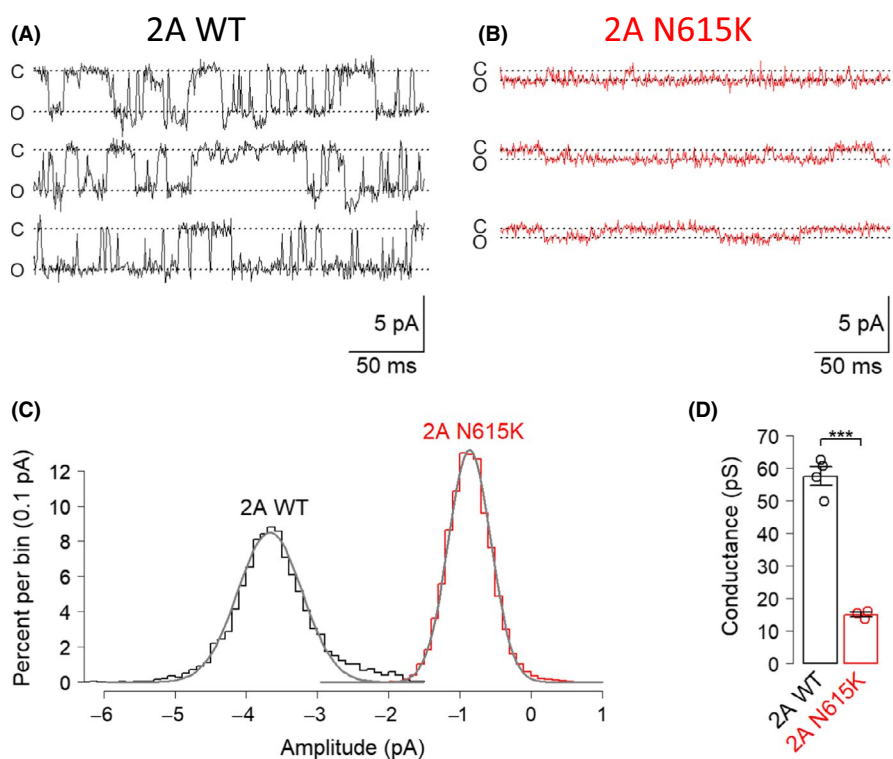 (A)
2A WT
C
O
C
O
C
O
5 pA
50 ms
(B)
2A N615K
C
O
C
O
C
O
5 pA
50 ms
(C)
Percent per bin (0.1 pA)
12
10
8
6
4
2
0
2A WT
2A N615K
−6 −5 −4 −3 −2 −1 0 1
Amplitude (pA)
(D)
Conductance (pS)
70
60
50
40
30
20
10
0
***
2A WT
2A N615K